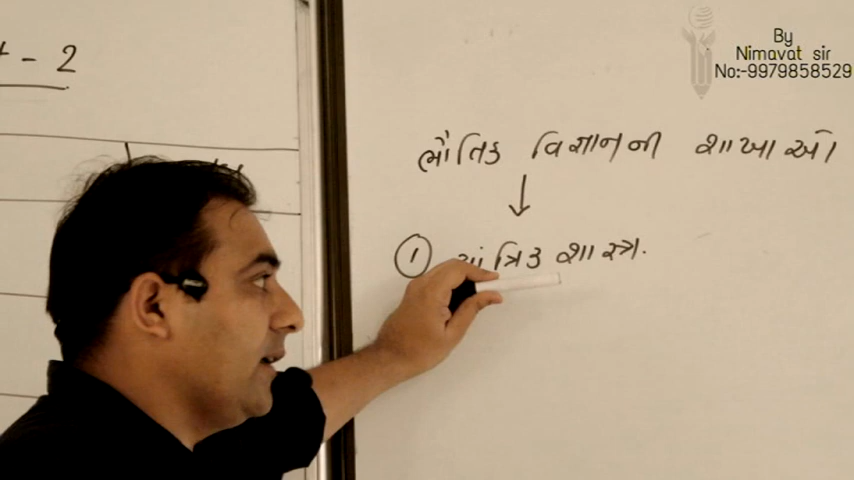 - 2
By
Nimavat sir
No:-9979858529
ભૌતિક વિજ્ઞાનની શાખાઓ
↓
① યાંત્રિક શાસ્ત્ર.